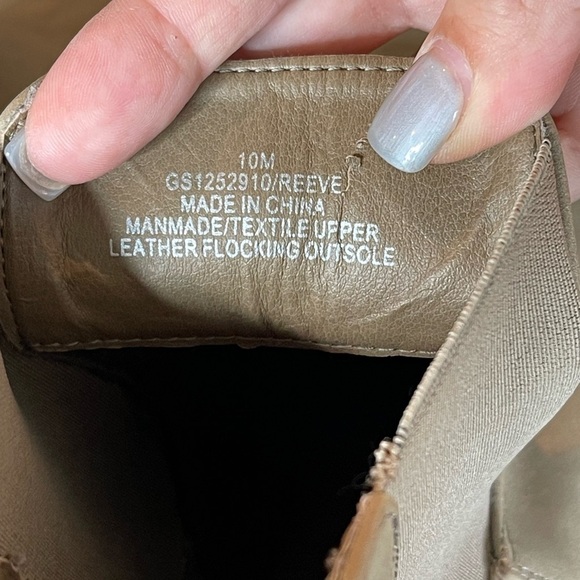 10M
GS1252910/REEVE
MADE IN CHINA
MANMADE/TEXTILE UPPER
LEATHER FLOCKING OUTSOLE